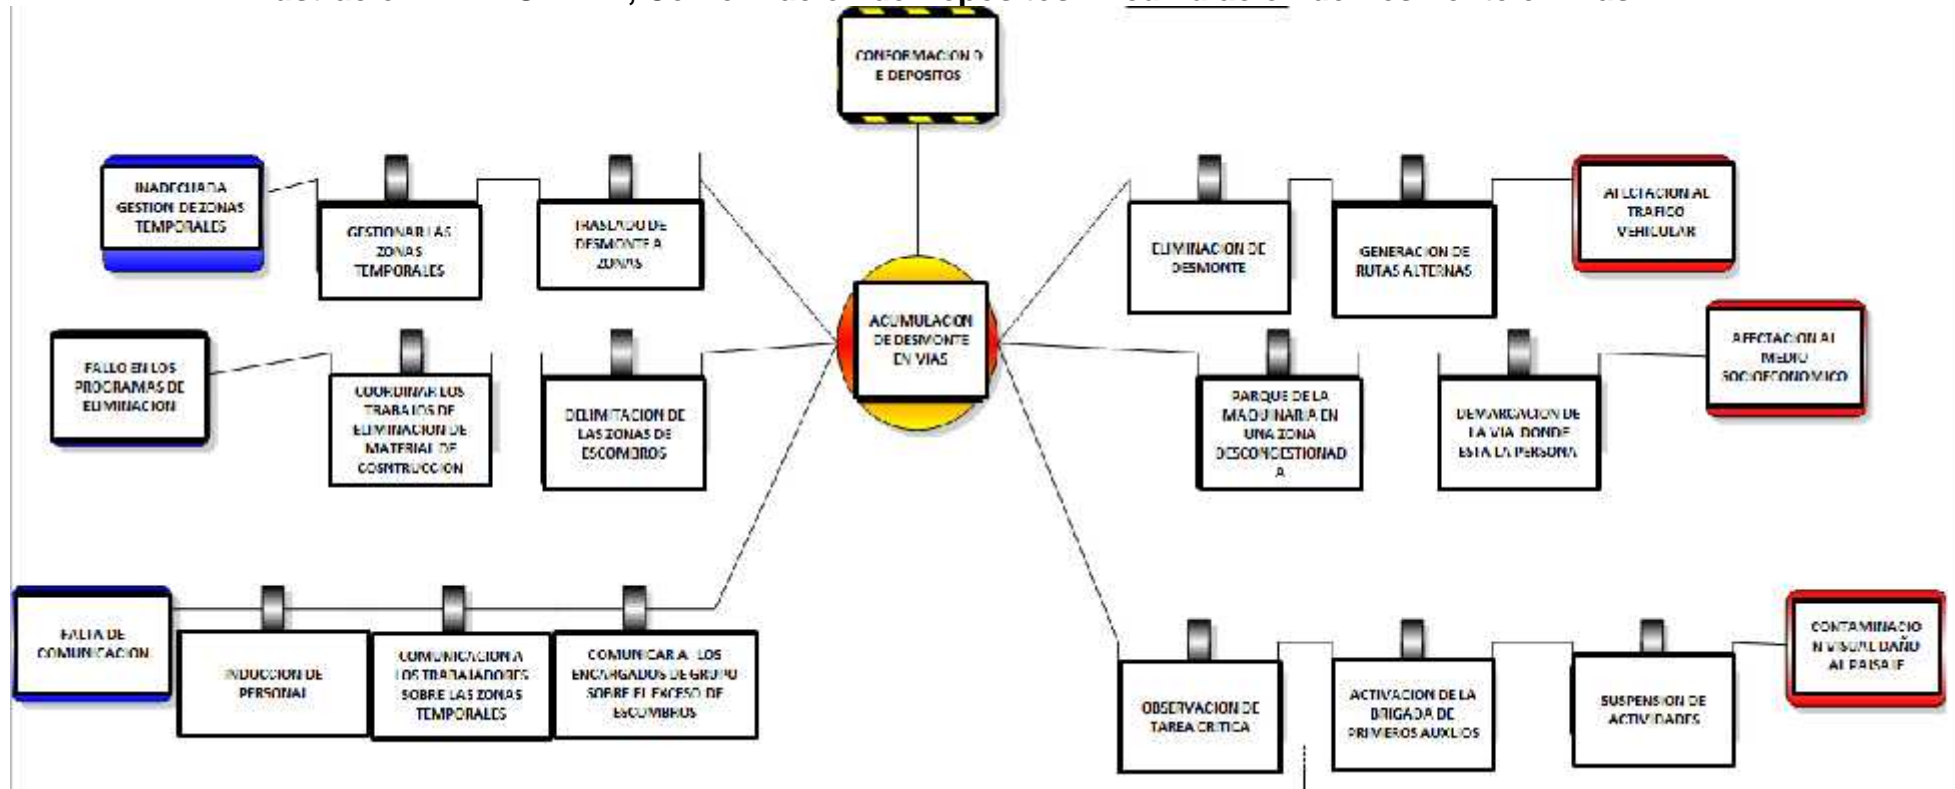 CONFORMACION D
E DEPOSITOS
INADECUADA
GESTION DE ZONAS
TEMPORALES
GESTIONAR LAS
ZONAS
TEMPORALES
TRASLADO DE
DESMONTE A
ZONAS
ELIMINACION DE
DESMONTE
GENERACION DE
RUTAS ALTERNAS
AFECTACION AL
TRAFICO
VEHICULAR
ACUMULACION
DE DESMONTE
EN VIAS
FALLO EN LOS
PROGRAMAS DE
ELIMINACION
COORDINAR LOS
TRABAJOS DE
ELIMINACION DE
MATERIAL DE
COSNTRUCCION
DELIMITACION DE
LAS ZONAS DE
ESCOMBROS
PARQUE DE LA
MAQUINARIA EN
UNA ZONA
DESCONGESTIONAD
A
DEMARCACION DE
LA VIA DONDE
ESTA LA PERSONA
AFECTACION AL
MEDIO
SOCIOECONOMICO
FALTA DE
COMUNICACION
INDUCCION DE
PERSONAL
COMUNICACION A
LOS TRABAJADORES
SOBRE LAS ZONAS
TEMPORALES
COMUNICAR A LOS
ENCARGADOS DE GRUPO
SOBRE EL EXCESO DE
ESCOMBROS
OBSERVACION DE
TAREA CRITICA
ACTIVACION DE LA
BRIGADA DE
PRIMEROS AUXLIOS
SUSPENSION DE
ACTIVIDADES
CONTAMINACIO
N VISUAL DAÑO
AL PAISAJE